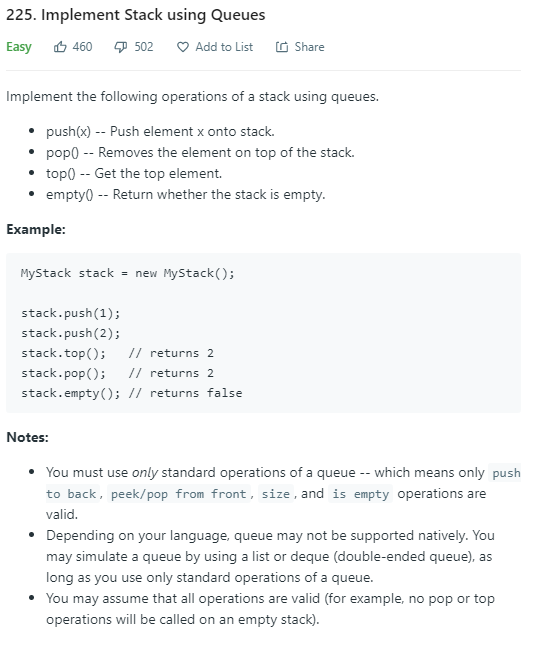 225. Implement Stack using Queues
Easy 460 502 Add to List Share
Implement the following operations of a stack using queues.
• push(x) -- Push element x onto stack.
• pop() -- Removes the element on top of the stack.
• top() -- Get the top element.
• empty() -- Return whether the stack is empty.
Example:
MyStack stack = new MyStack();
stack.push(1);
stack.push(2);
stack.top();   // returns 2
stack.pop();   // returns 2
stack.empty(); // returns false
Notes:
• You must use only standard operations of a queue -- which means only push
to back, peek/pop from front, size, and is empty operations are
valid.
• Depending on your language, queue may not be supported natively. You
may simulate a queue by using a list or deque (double-ended queue), as
long as you use only standard operations of a queue.
• You may assume that all operations are valid (for example, no pop or top
operations will be called on an empty stack).